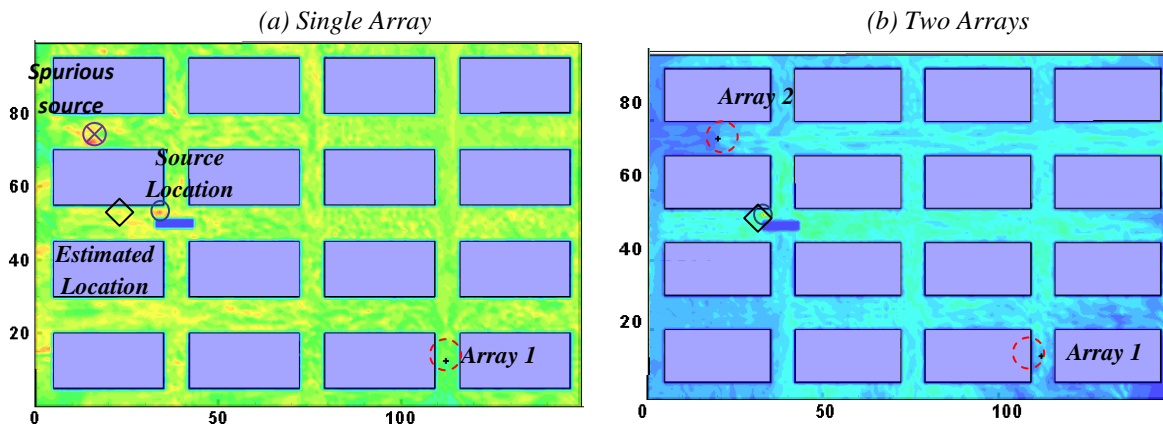 (a) Single Array
(b) Two Arrays
Spurious
source
80
60
40
20
0
100
Source
Location
Estimated
Location
Array 1
80
60
40
20
0
50
100
Array 2
Array 1